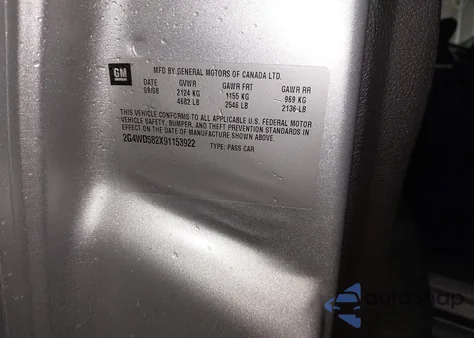 GM
MFD BY GENERAL MOTORS OF CANADA LTD.
DATE GVWR GAWR FRT GAWR RR
09/08 2124 KG 1155 KG 969 KG
4682 LB 2546 LB 2136 LB
THIS VEHICLE CONFORMS TO ALL APPLICABLE U.S. FEDERAL MOTOR
VEHICLE SAFETY, BUMPER, AND THEFT PREVENTION STANDARDS IN
EFFECT ON THE DATE OF MANUFACTURE SHOWN ABOVE.
2G4WD582X91153922 TYPE: PASS CAR
autoshap